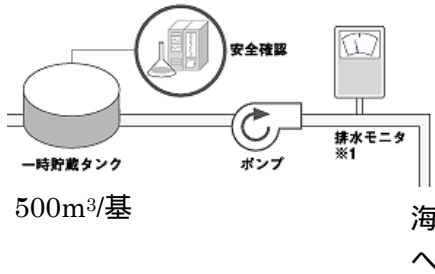 安全確認
一時貯蔵タンク
ポンプ
排水モニタ
※1
500m³/基
海
へ